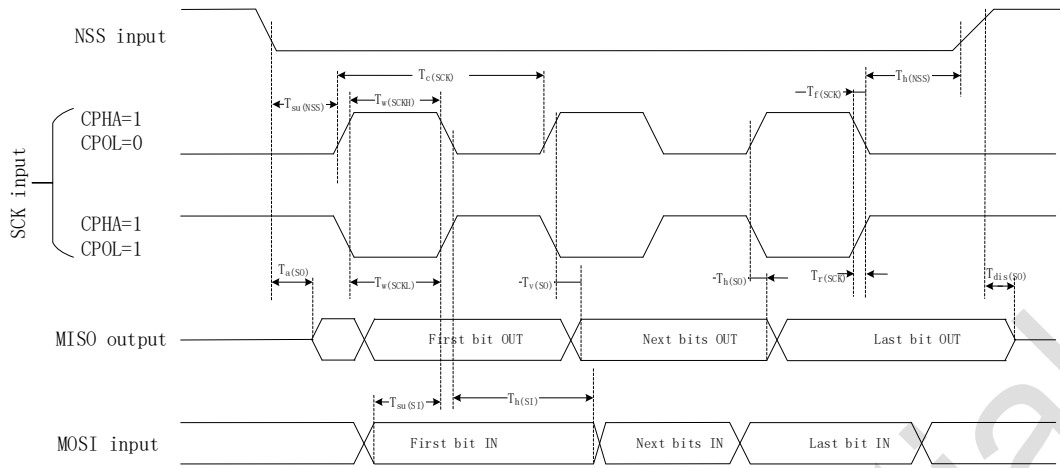 NSS input
Tc(SCK)
Th(NSS)
Tsu(NSS)
Tw(SCKH)
Tf(SCK)
CPHA=1
CPOL=0
SCK input
CPHA=1
CPOL=1
Ta(SO)
Tw(SCKL)
Tv(SO)
Th(SO)
Tr(SCK)
Tdis(SO)
MISO output
First bit OUT
Next bits OUT
Last bit OUT
Tsu(SI)
Th(SI)
MOSI input
First bit IN
Next bits IN
Last bit IN